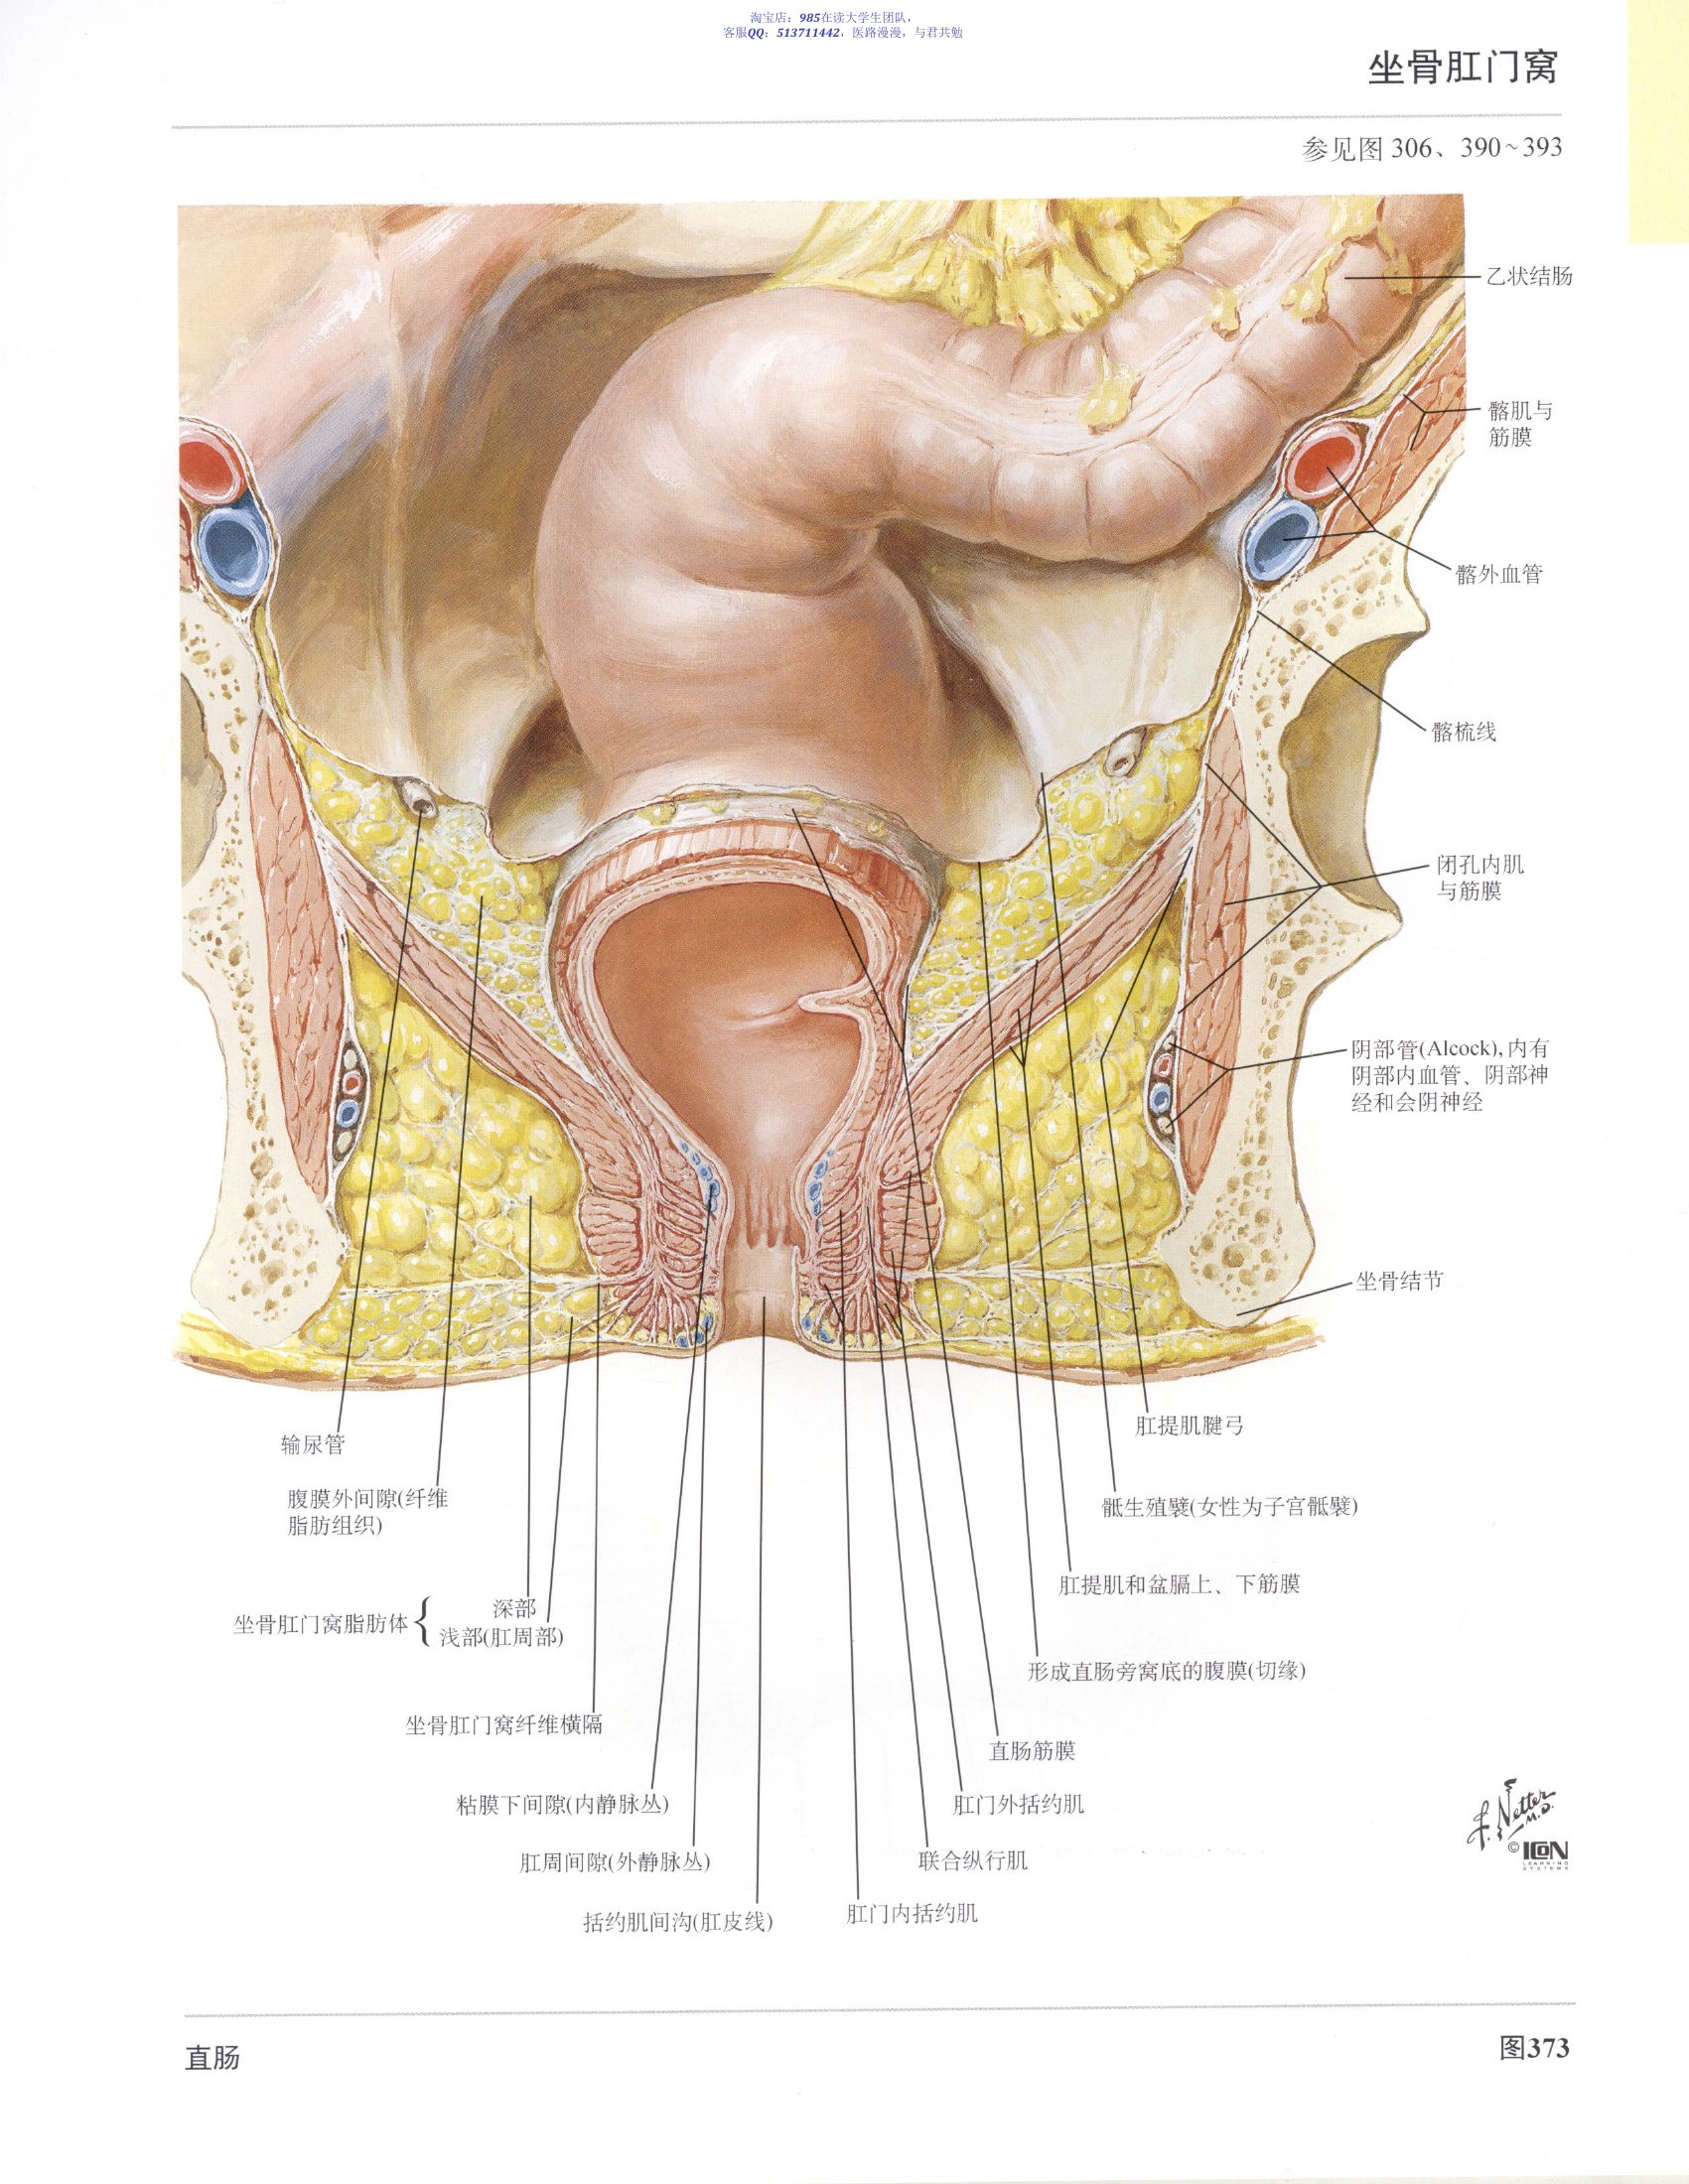 淘宝店：985在读大学生团队，
客服QQ：513711442，医路漫漫，与君共勉
坐骨肛门窝
参见图 306、390~393
乙状结肠
髂肌与
筋膜
髂外血管
髂梳线
闭孔内肌
与筋膜
阴部管(Alcock), 内有
阴部内血管、阴部神
经和会阴神经
坐骨结节
肛提肌腱弓
骶生殖襞(女性为子宫骶襞)
肛提肌和盆膈上、下筋膜
形成直肠旁窝底的腹膜(切缘)
直肠筋膜
肛门外括约肌
联合纵行肌
肛门内括约肌
输尿管
腹膜外间隙(纤维
脂肪组织)
坐骨肛门窝脂肪体
深部
浅部(肛周部)
坐骨肛门窝纤维横隔
粘膜下间隙(内静脉丛)
肛周间隙(外静脉丛)
括约肌间沟(肛皮线)
F. Netter
M.D.
© ICON
LEARNING
SYSTEMS
直肠
图373